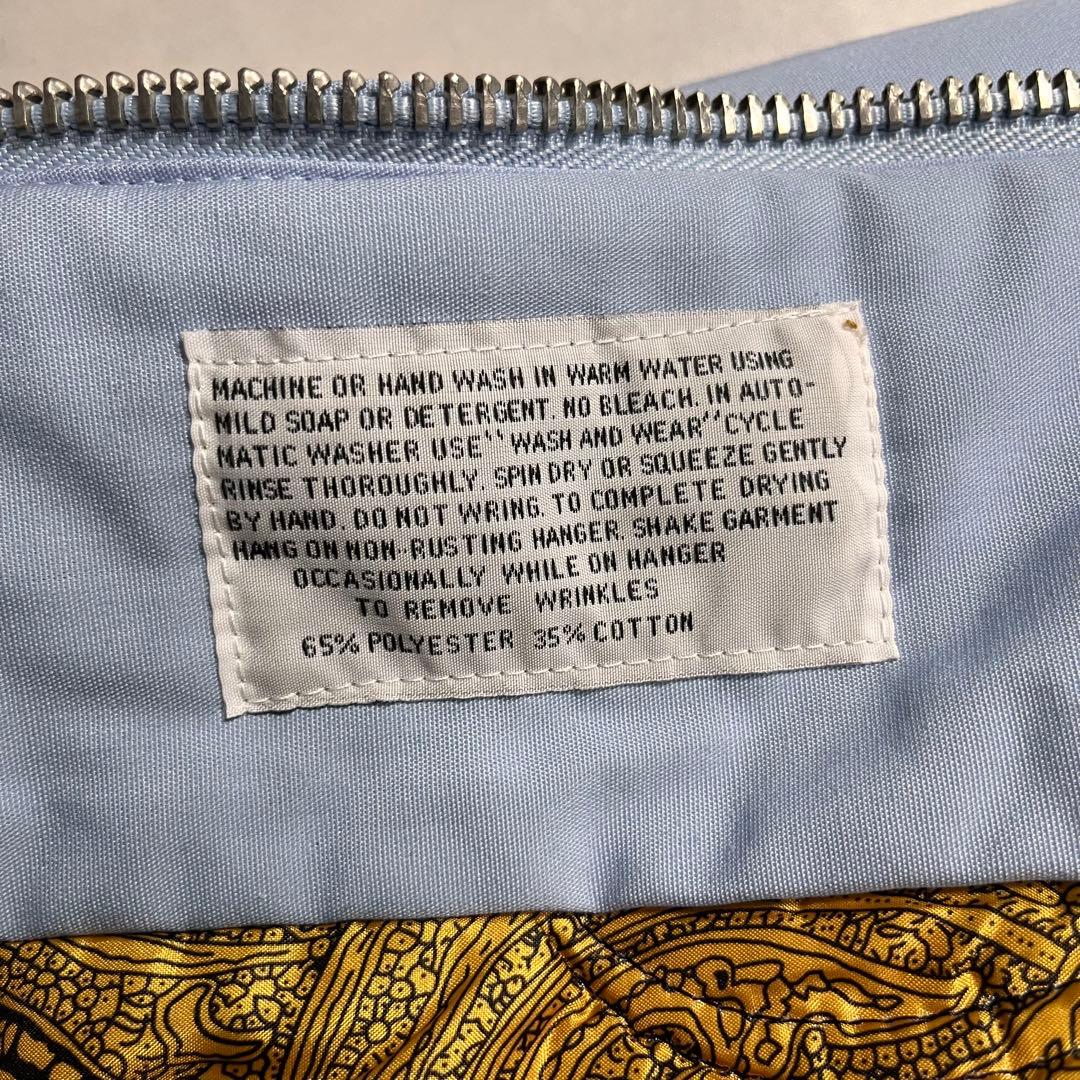 MACHINE OR HAND WASH IN WARM WATER USING
MILD SOAP OR DETERGENT. NO BLEACH. IN AUTO-
MATIC WASHER USE "WASH AND WEAR" CYCLE
RINSE THOROUGHLY. SPIN DRY OR SQUEEZE GENTLY
BY HAND. DO NOT WRING. TO COMPLETE DRYING
HANG ON NON-RUSTING HANGER. SHAKE GARMENT
OCCASIONALLY WHILE ON HANGER
TO REMOVE WRINKLES
65% POLYESTER 35% COTTON